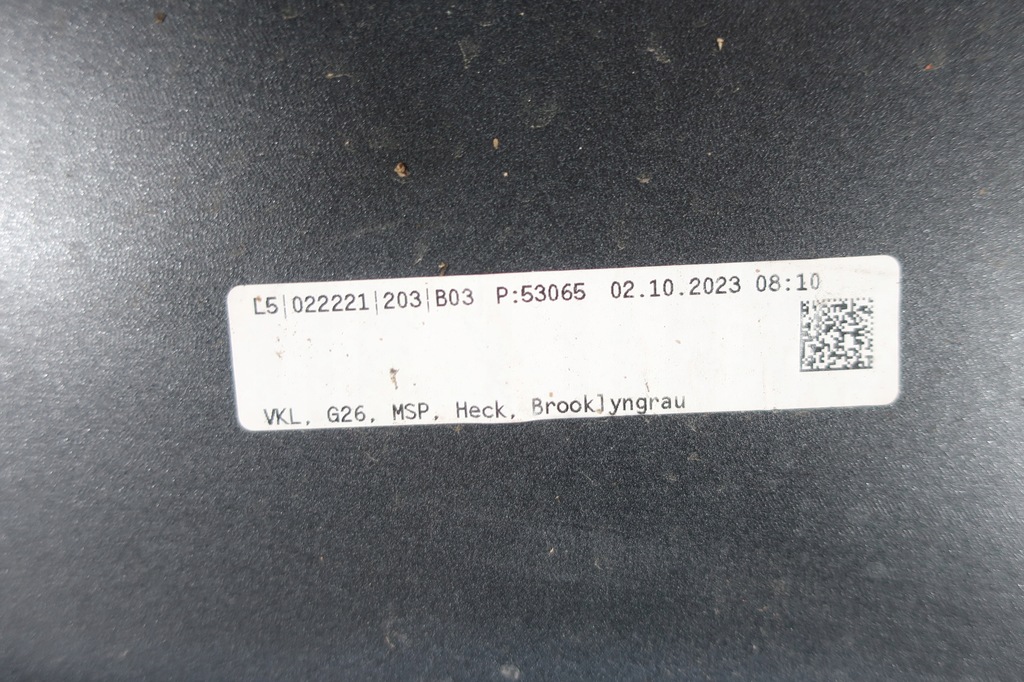 L5|022221|203|B03 P:53065 02.10.2023 08:10
VKL, G26, MSP, Heck, Brooklyngrau